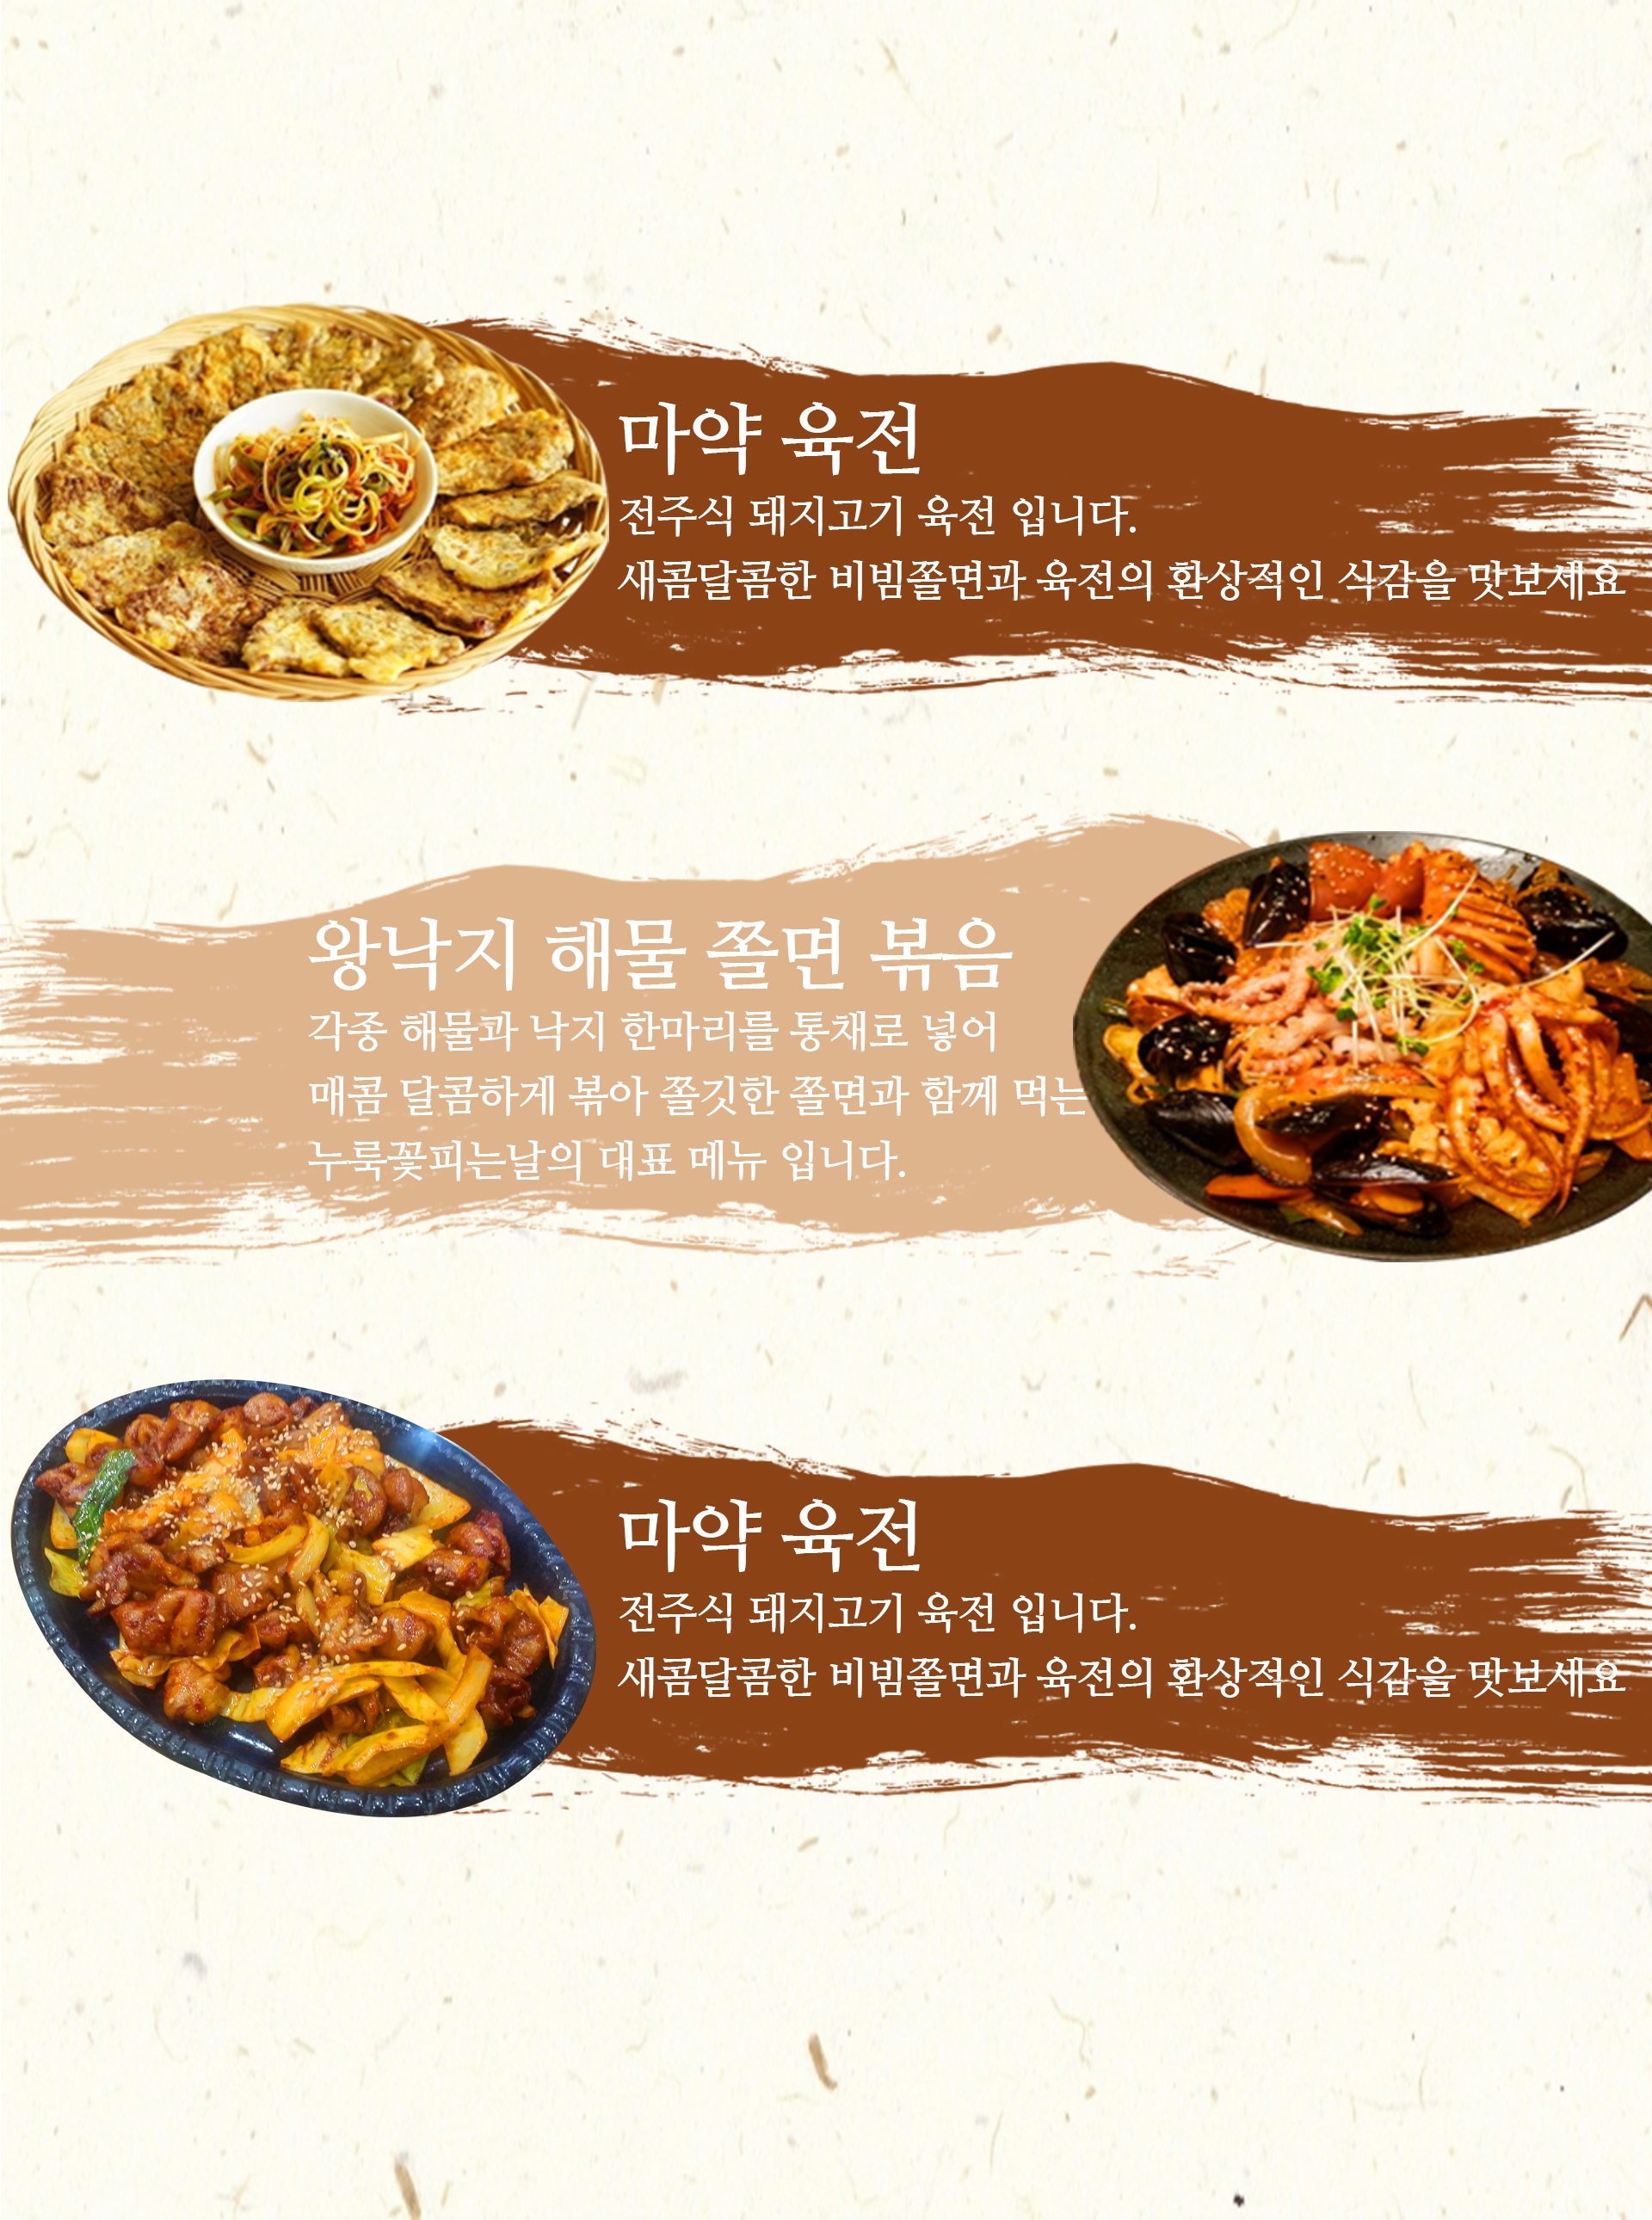 마약 육전
전주식 돼지고기 육전 입니다.
새콤달콤한 비빔쫄면과 육전의 환상적인 식감을 맛보세요
왕낙지 해물 쫄면 볶음
각종 해물과 낙지 한마리를 통채로 넣어
매콤 달콤하게 볶아 쫄깃한 쫄면과 함께 먹는
누룩꽃피는날의 대표 메뉴 입니다.
마약 육전
전주식 돼지고기 육전 입니다.
새콤달콤한 비빔쫄면과 육전의 환상적인 식감을 맛보세요